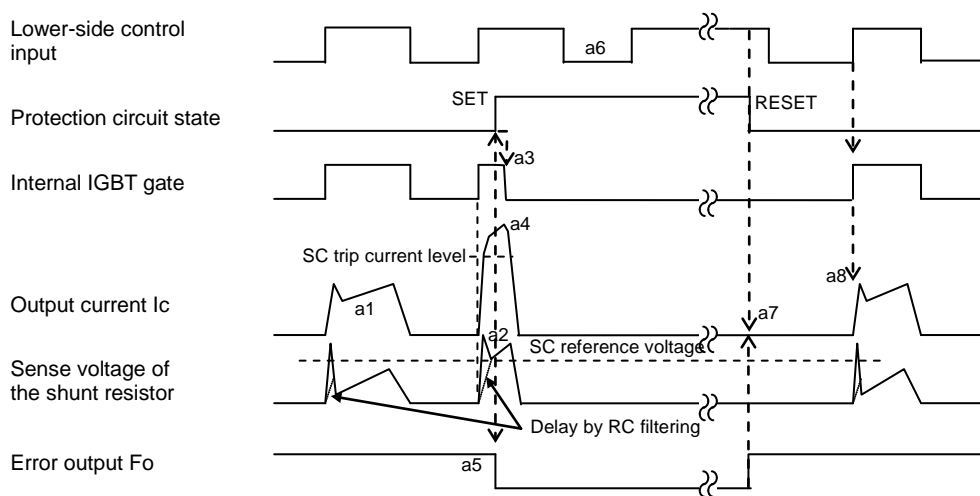 Lower-side control
input
a6
SET
RESET
Protection circuit state
a3
Internal IGBT gate
a4
SC trip current level
a8
Output current Ic
a1
a7
a2
SC reference voltage
Sense voltage of
the shunt resistor
Delay by RC filtering
Error output Fo
a5